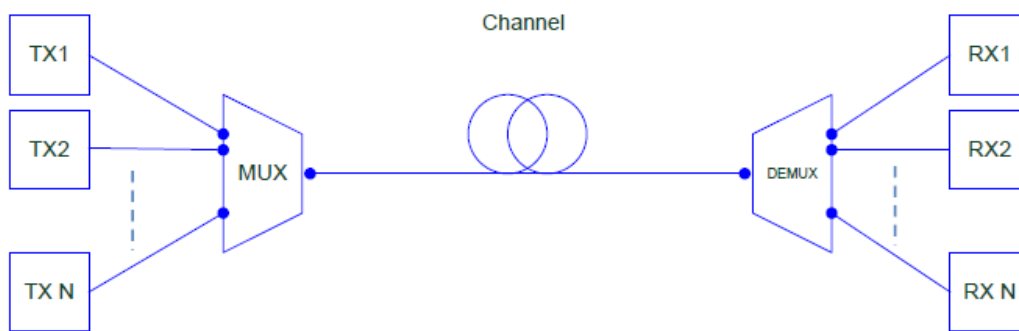 Channel
TX1
RX1
TX2
RX2
MUX
DEMUX
TX N
RX N